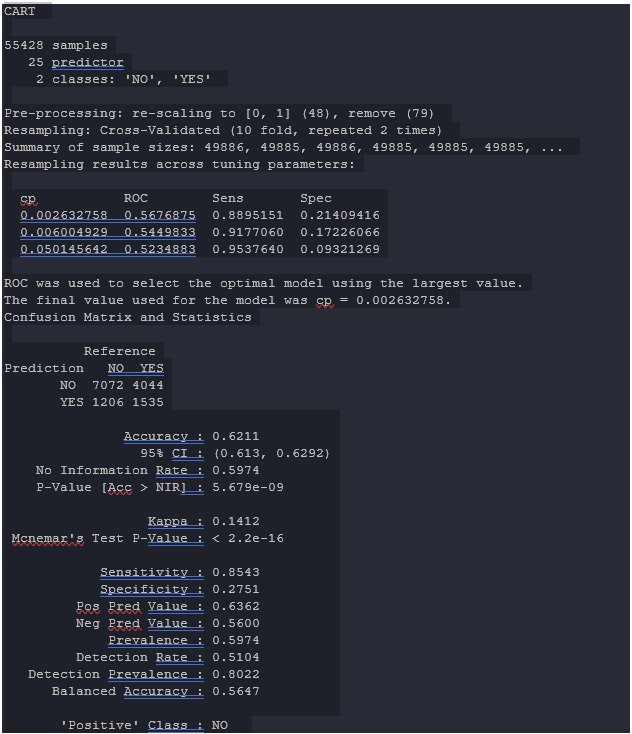 CART
55428 samples
25 predictor
2 classes: 'NO', 'YES'
Pre-processing: re-scaling to [0, 1] (48), remove (79)
Resampling: Cross-Validated (10 fold, repeated 2 times)
Summary of sample sizes: 49886, 49885, 49886, 49885, 49885, 49885, ...
Resampling results across tuning parameters:
cp ROC Sens Spec
0.002632758 0.5676875 0.8895151 0.21409416
0.006004929 0.5449833 0.9177060 0.17226066
0.050145642 0.5234883 0.9537640 0.09321269
ROC was used to select the optimal model using the largest value.
The final value used for the model was cp = 0.002632758.
Confusion Matrix and Statistics
Reference
Prediction NO YES
NO 7072 4044
YES 1206 1535
Accuracy : 0.6211
95% CI : (0.613, 0.6292)
No Information Rate : 0.5974
P-Value [Acc > NIR] : 5.679e-09
Kappa : 0.1412
Mcnemar's Test P-Value : < 2.2e-16
Sensitivity : 0.8543
Specificity : 0.2751
Pos Pred Value : 0.6362
Neg Pred Value : 0.5600
Prevalence : 0.5974
Detection Rate : 0.5104
Detection Prevalence : 0.8022
Balanced Accuracy : 0.5647
'Positive' Class : NO